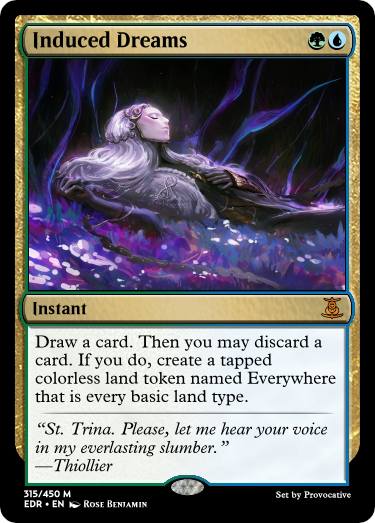 Induced Dreams
Instant
Draw a card. Then you may discard a
card. If you do, create a tapped
colorless land token named Everywhere
that is every basic land type.
“St. Trina. Please, let me hear your voice
in my everlasting slumber.”
—Thiollier
315/450 M
Set by Provocative
EDR • EN Rose Benjamin